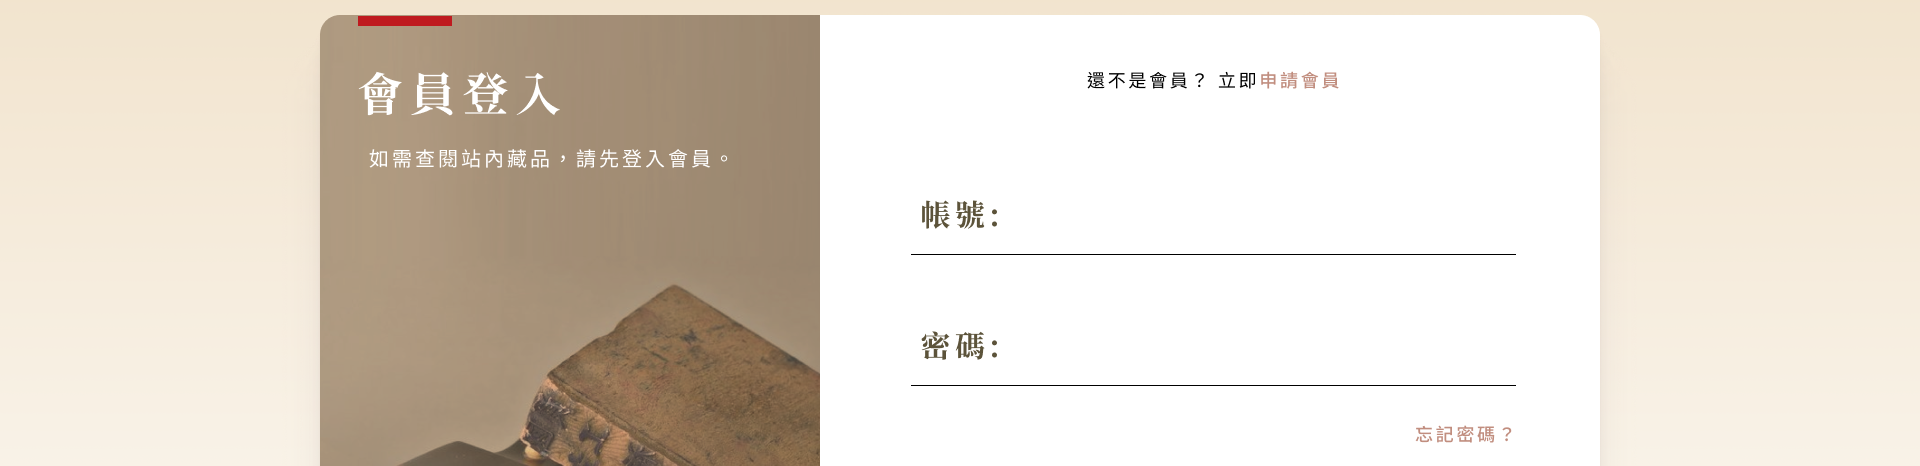 會員登入
如需查閱站內藏品，請先登入會員。
還不是會員？ 立即申請會員
帳號:
密碼:
忘記密碼？